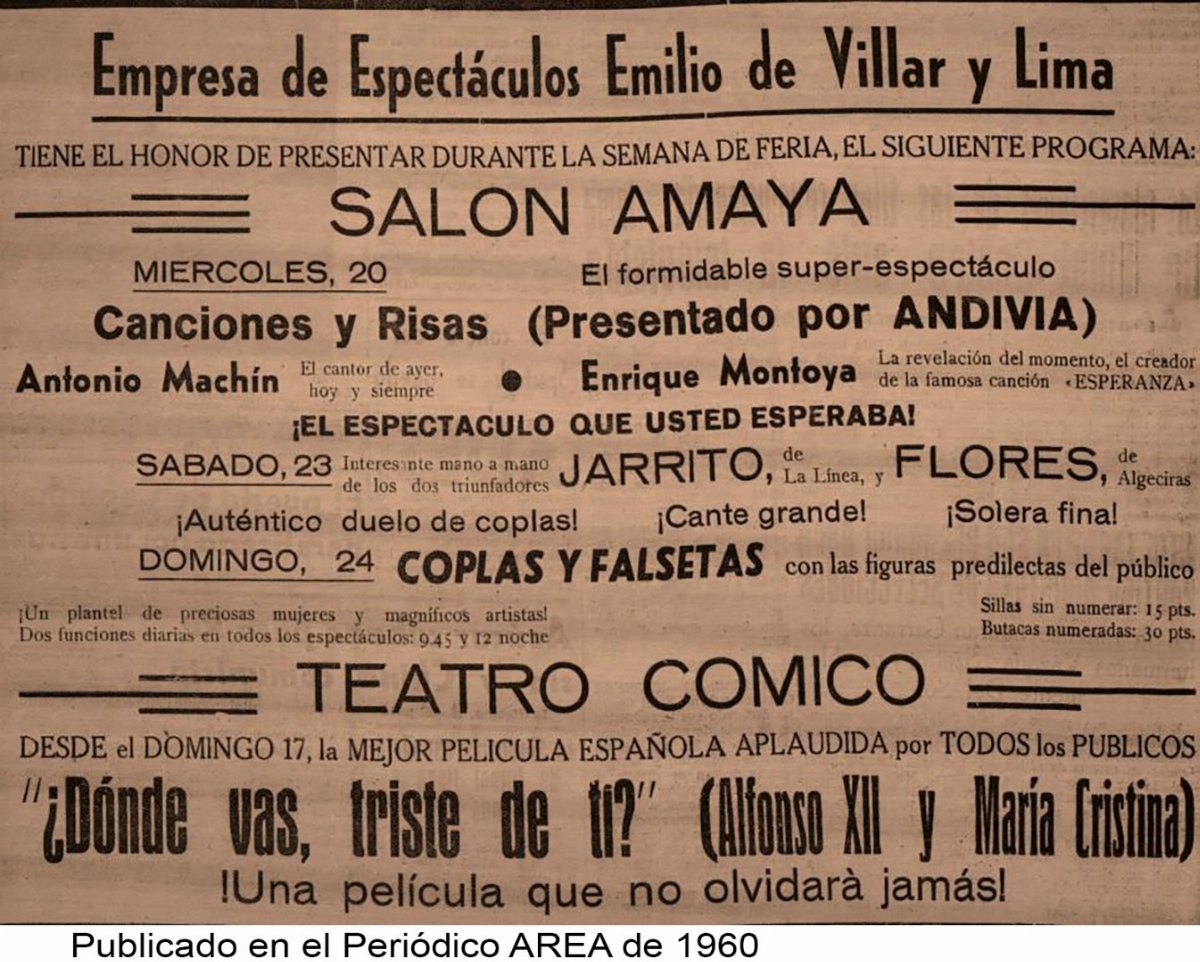 Empresa de Espectáculos Emilio de Villar y Lima
TIENE EL HONOR DE PRESENTAR DURANTE LA SEMANA DE FERIA, EL SIGUIENTE PROGRAMA:
SALON AMAYA
MIERCOLES, 20 El formidable super-espectáculo
Canciones y Risas (Presentado por ANDIVIA)
Antonio Machín El cantor de ayer, hoy y siempre ● Enrique Montoya La revelación del momento, el creador de la famosa canción «ESPERANZA»
¡EL ESPECTACULO QUE USTED ESPERABA!
SABADO, 23 Interes nte mano a mano de los dos triunfadores JARRITO, de La Línea, y FLORES, de Algeciras
¡Auténtico duelo de coplas! ¡Cante grande! ¡Solera fina!
DOMINGO, 24 COPLAS Y FALSETAS con las figuras predilectas del público
¡Un plantel de preciosas mujeres y magníficos artistas!
Dos funciones diarias en todos los espectáculos: 9.45 y 12 noche
Sillas sin numerar: 15 pts.
Butacas numeradas: 30 pts.
TEATRO COMICO
DESDE el DOMINGO 17, la MEJOR PELICULA ESPAÑOLA APLAUDIDA por TODOS los PUBLICOS
"¿Dónde vas, triste de ti?" (Alfonso XII y María Cristina)
!Una película que no olvidarà jamás!
Publicado en el Periódico AREA de 1960